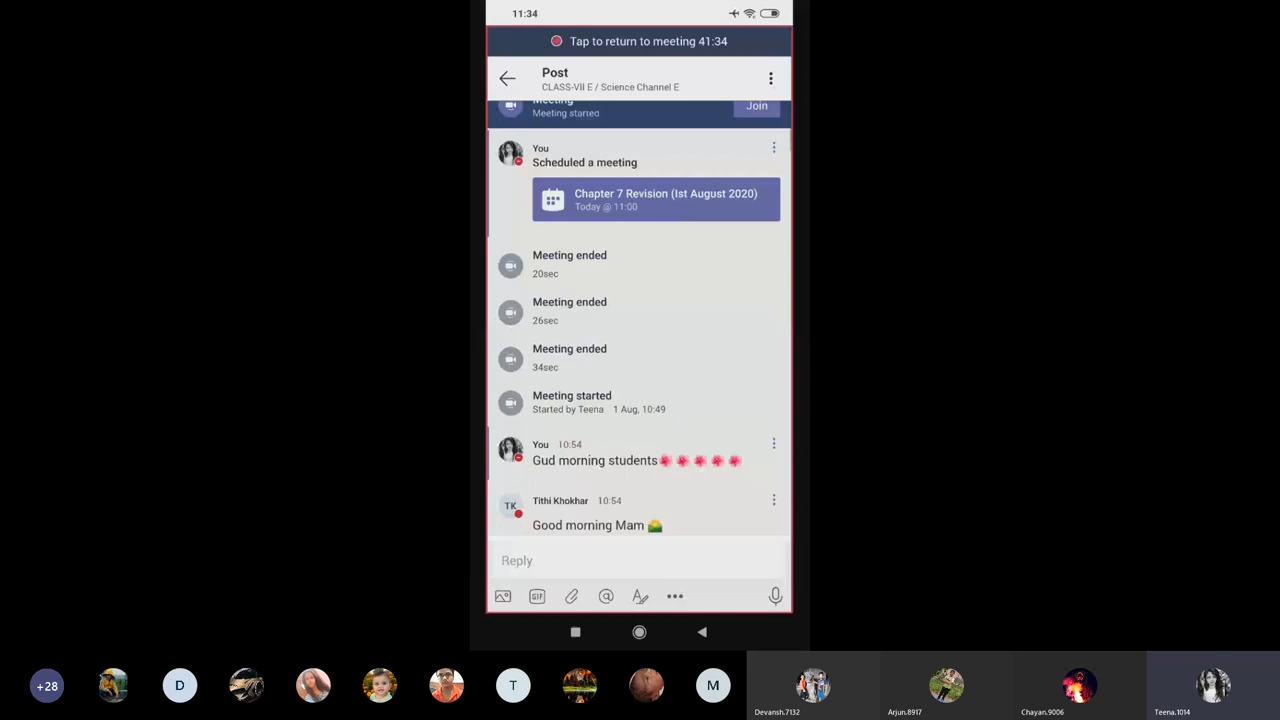 11:34
Tap to return to meeting 41:34
Post
CLASS-VII E / Science Channel E
Meeting
Meeting started
Join
You
Scheduled a meeting
Chapter 7 Revision (Ist August 2020)
Today @ 11:00
Meeting ended
20sec
Meeting ended
26sec
Meeting ended
34sec
Meeting started
Started by Teena 1 Aug, 10:49
You 10:54
Gud morning students🌺🌺🌺🌺🌺
TK
Tithi Khokhar 10:54
Good morning Mam 🌄
Reply
GIF
+28
D
T
M
Devansh.7132
Arjun.8917
Chayan.9006
Teena.1014